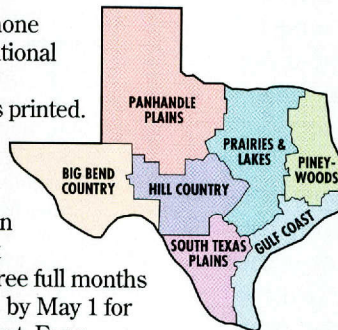 none
tional
s printed.
n
ree full months
by May 1 for
PANHANDLE
PLAINS
PRAIRIES &
LAKES
PINEY-
WOODS
BIG BEND
COUNTRY
HILL COUNTRY
GULF COAST
SOUTH TEXAS
PLAINS